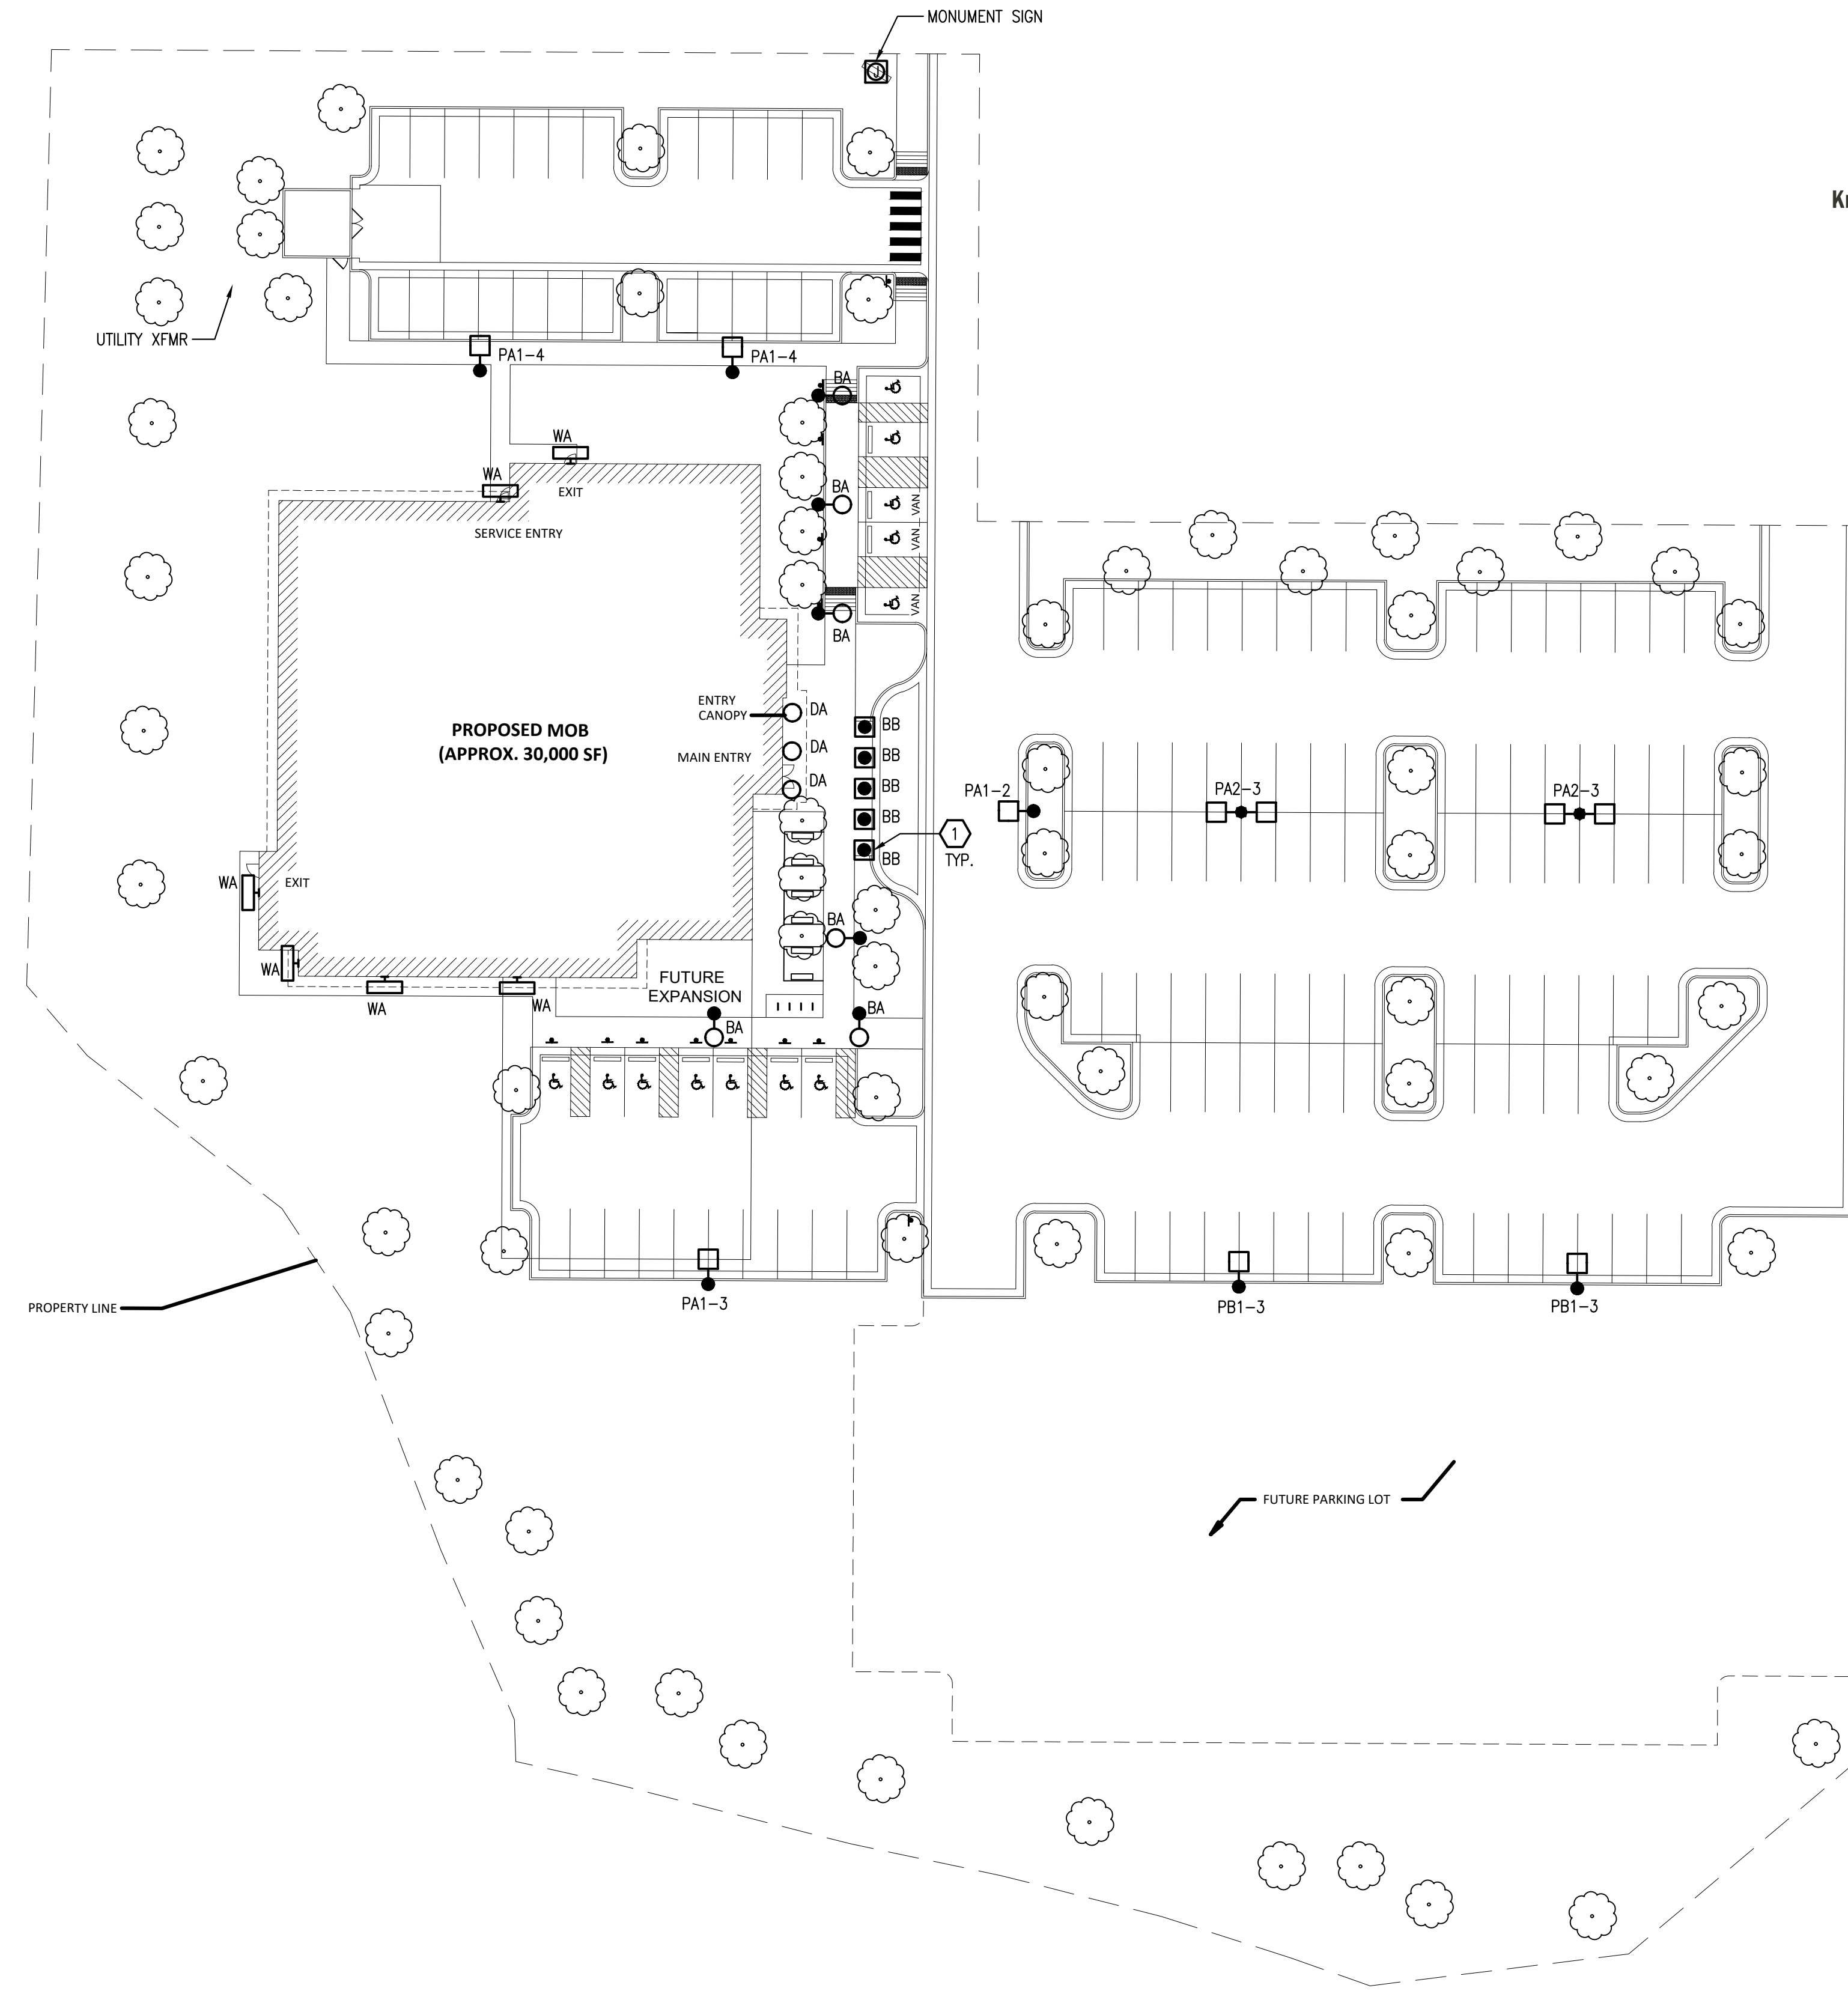 MONUMENT SIGN
J
UTILITY XFMR
PA1-4
PA1-4
BA
WA
WA
EXIT
SERVICE ENTRY
BA
VAN
VAN
VAN
BA
ENTRY
CANOPY
DA
BB
PROPOSED MOB
(APPROX. 30,000 SF)
MAIN ENTRY
DA
BB
DA
BB
BB
BB
1
TYP.
PA1-2
PA2-3
PA2-3
WA
EXIT
BA
WA
FUTURE
EXPANSION
WA
WA
BA
BA
PROPERTY LINE
PA1-3
PB1-3
PB1-3
FUTURE PARKING LOT